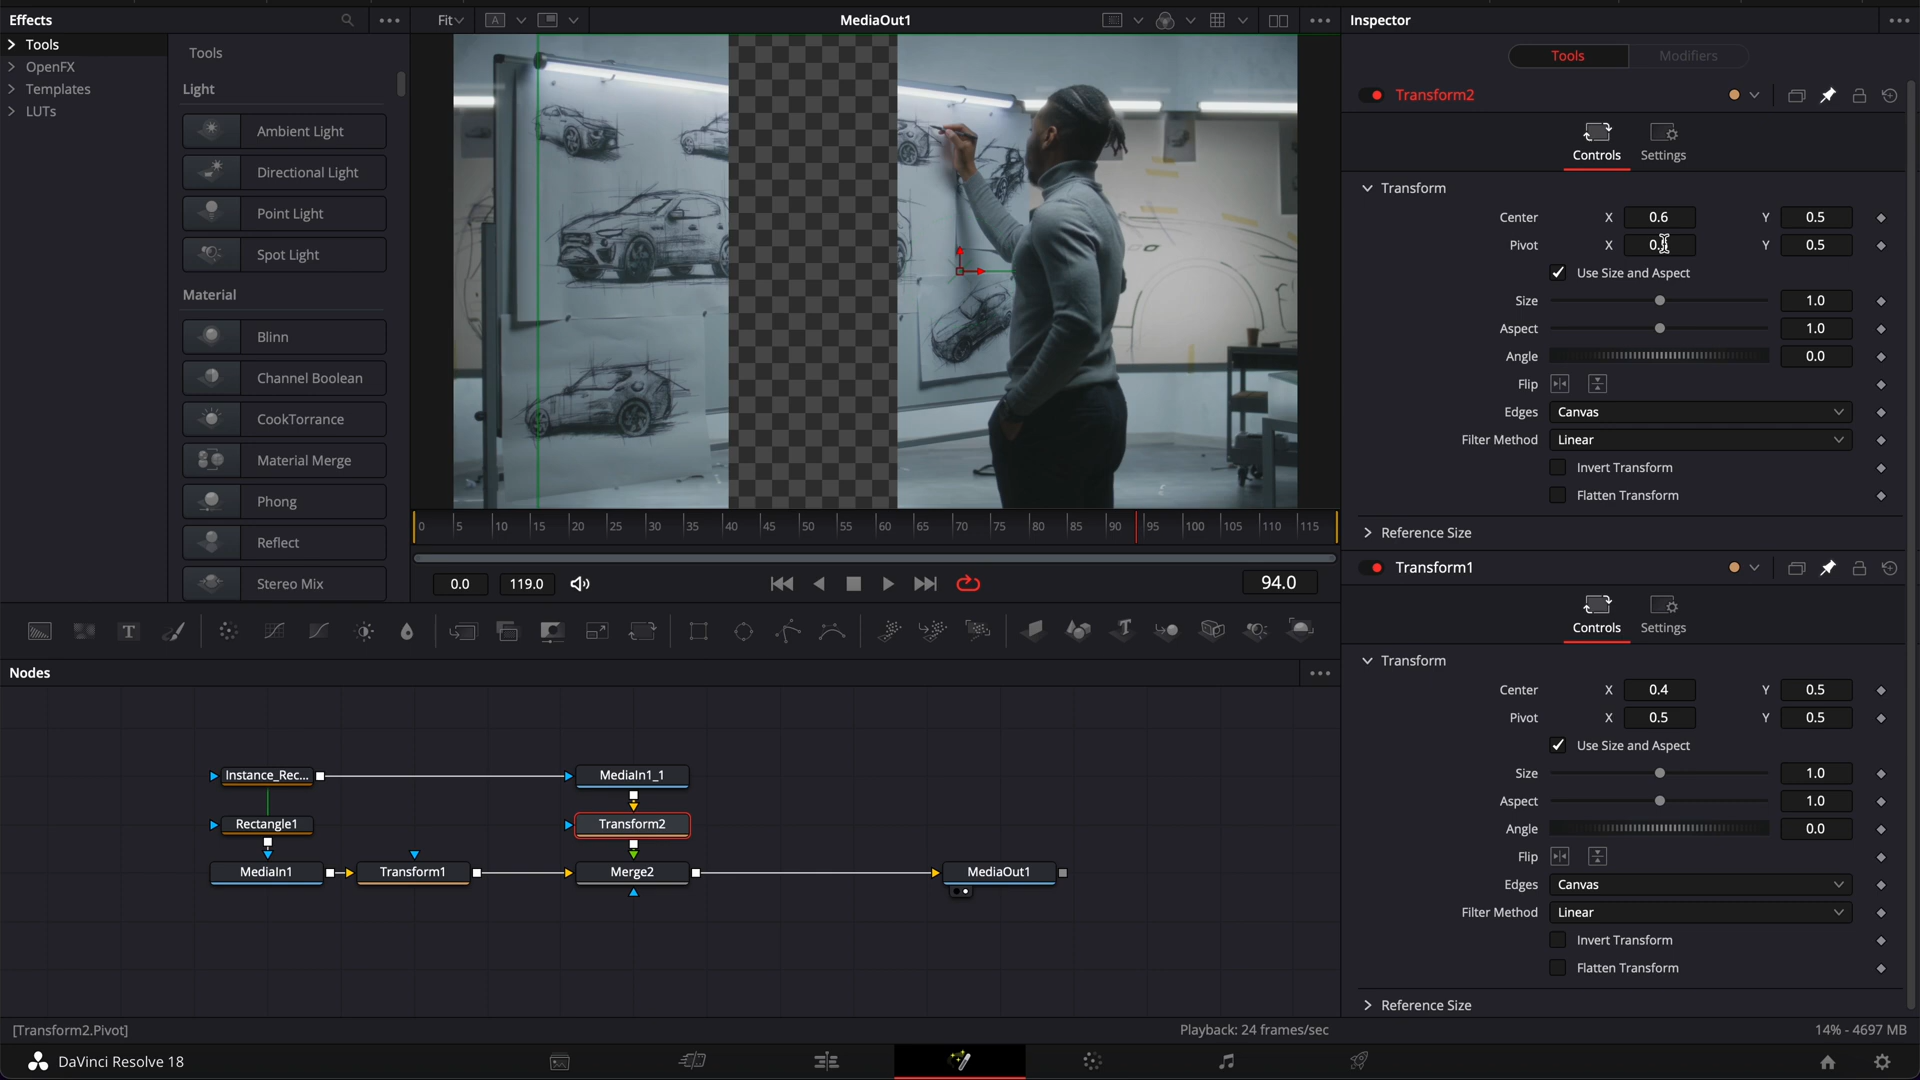 Effects
Fit
A
MediaOut1
Inspector
Tools
OpenFX
Templates
LUTs
Tools
Light
Ambient Light
Directional Light
Point Light
Spot Light
Material
Blinn
Channel Boolean
CookTorrance
Material Merge
Phong
Reflect
Stereo Mix
0 5 10 15 20 25 30 35 40 45 50 55 60 65 70 75 80 85 90 95 100 105 110 115
0.0 119.0 94.0
Tools Modifiers
Transform2
Controls Settings
Transform
Center X 0.6 Y 0.5
Pivot X Y 0.5
Use Size and Aspect
Size 1.0
Aspect 1.0
Angle 0.0
Flip
Edges Canvas
Filter Method Linear
Invert Transform
Flatten Transform
Reference Size
Transform1
Controls Settings
Transform
Center X 0.4 Y 0.5
Pivot X 0.5 Y 0.5
Use Size and Aspect
Size 1.0
Aspect 1.0
Angle 0.0
Flip
Edges Canvas
Filter Method Linear
Invert Transform
Flatten Transform
Reference Size
T
Nodes
Instance_Rec... MediaIn1_1
Rectangle1 Transform2
MediaIn1 Transform1 Merge2 MediaOut1
[Transform2.Pivot]
Playback: 24 frames/sec
14% - 4697 MB
DaVinci Resolve 18